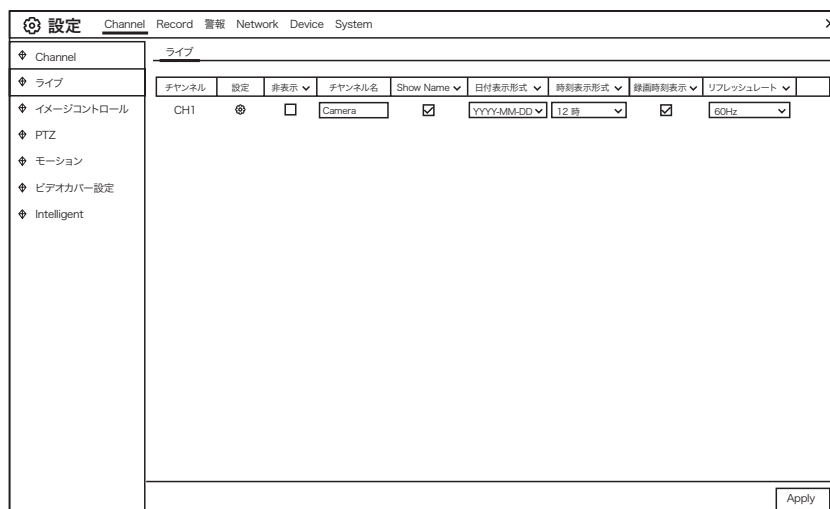 設定 Channel Record 警報 Network Device System
Channel
ライブ
イメージコントロール
PTZ
モーション
ビデオカバー設定
Intelligent
ライブ
チヤンネル 設定 非表示 チヤンネル名 Show Name 日付表示形式 時刻表示形式 録画時刻表示 リフレッシュレート
CH1 Camera YYYY-MM-DD 12 時 60Hz
Apply